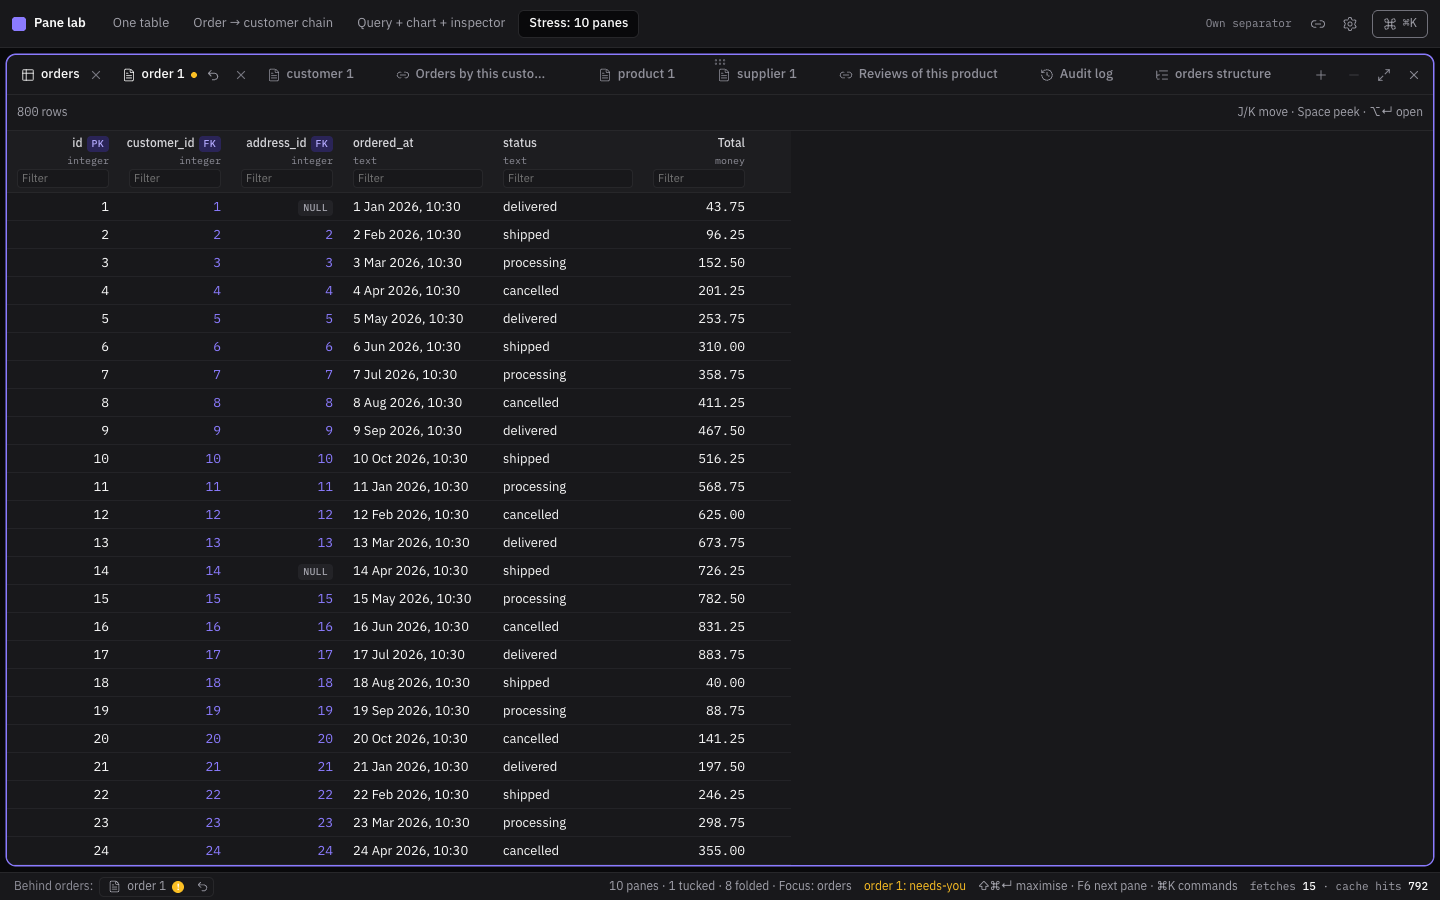 Pane lab One table Order → customer chain Query + chart + inspector Stress: 10 panes Own separator ⌘ ⌘K
orders order 1 customer 1 Orders by this custo... product 1 supplier 1 Reviews of this product Audit log orders structure
800 rows J/K move · Space peek · ⌥↵ open
id PK customer_id FK address_id FK ordered_at status Total
integer integer integer text text money
Filter Filter Filter Filter Filter Filter
1 1 NULL 1 Jan 2026, 10:30 delivered 43.75
2 2 2 2 Feb 2026, 10:30 shipped 96.25
3 3 3 3 Mar 2026, 10:30 processing 152.50
4 4 4 4 Apr 2026, 10:30 cancelled 201.25
5 5 5 5 May 2026, 10:30 delivered 253.75
6 6 6 6 Jun 2026, 10:30 shipped 310.00
7 7 7 7 Jul 2026, 10:30 processing 358.75
8 8 8 8 Aug 2026, 10:30 cancelled 411.25
9 9 9 9 Sep 2026, 10:30 delivered 467.50
10 10 10 10 Oct 2026, 10:30 shipped 516.25
11 11 11 11 Jan 2026, 10:30 processing 568.75
12 12 12 12 Feb 2026, 10:30 cancelled 625.00
13 13 13 13 Mar 2026, 10:30 delivered 673.75
14 14 NULL 14 Apr 2026, 10:30 shipped 726.25
15 15 15 15 May 2026, 10:30 processing 782.50
16 16 16 16 Jun 2026, 10:30 cancelled 831.25
17 17 17 17 Jul 2026, 10:30 delivered 883.75
18 18 18 18 Aug 2026, 10:30 shipped 40.00
19 19 19 19 Sep 2026, 10:30 processing 88.75
20 20 20 20 Oct 2026, 10:30 cancelled 141.25
21 21 21 21 Jan 2026, 10:30 delivered 197.50
22 22 22 22 Feb 2026, 10:30 shipped 246.25
23 23 23 23 Mar 2026, 10:30 processing 298.75
24 24 24 24 Apr 2026, 10:30 cancelled 355.00
Behind orders: order 1 ! 10 panes · 1 tucked · 8 folded · Focus: orders order 1: needs-you ⇧⌘↵ maximise · F6 next pane · ⌘K commands fetches 15 · cache hits 792